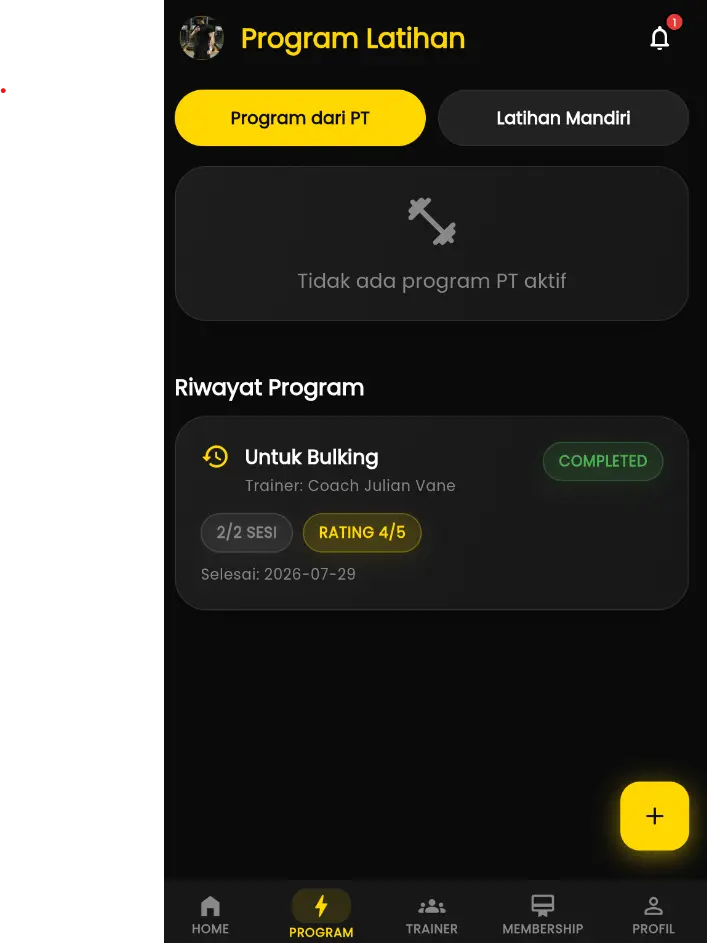 Program Latihan
1
Program dari PT
Latihan Mandiri
Tidak ada program PT aktif
Riwayat Program
Untuk Bulking
COMPLETED
Trainer: Coach Julian Vane
2/2 SESI
RATING 4/5
Selesai: 2026-07-29
+
HOME
PROGRAM
TRAINER
MEMBERSHIP
PROFIL